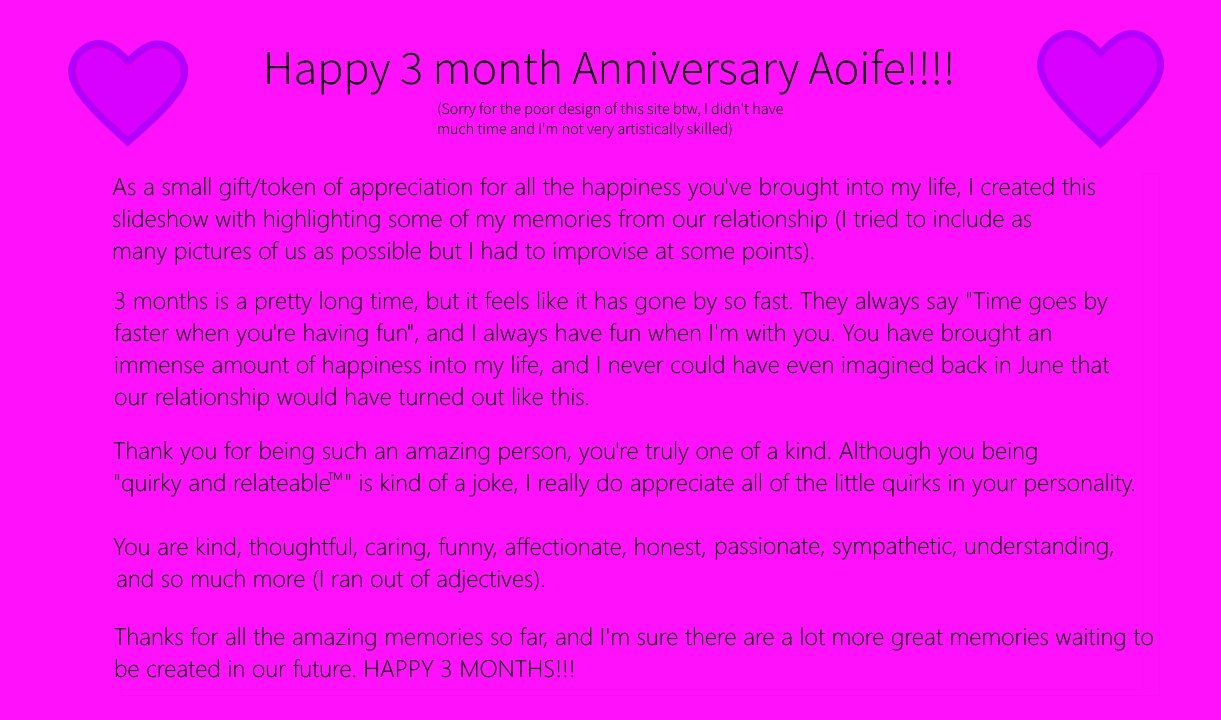 Happy 3 month Anniversary Aoife!!!!
(Sorry for the poor design of this site btw, I didn't have
much time and I'm not very artistically skilled)
As a small gift/token of appreciation for all the happiness you've brought into my life, I created this
slideshow with highlighting some of my memories from our relationship (I tried to include as
many pictures of us as possible but I had to improvise at some points).
3 months is a pretty long time, but it feels like it has gone by so fast. They always say "Time goes by
faster when you're having fun", and I always have fun when I'm with you. You have brought an
immense amount of happiness into my life, and I never could have even imagined back in June that
our relationship would have turned out like this.
Thank you for being such an amazing person, you're truly one of a kind. Although you being
"quirky and relateable™" is kind of a joke, I really do appreciate all of the little quirks in your personality.
You are kind, thoughtful, caring, funny, affectionate, honest, passionate, sympathetic, understanding,
and so much more (I ran out of adjectives).
Thanks for all the amazing memories so far, and I'm sure there are a lot more great memories waiting to
be created in our future. HAPPY 3 MONTHS!!!